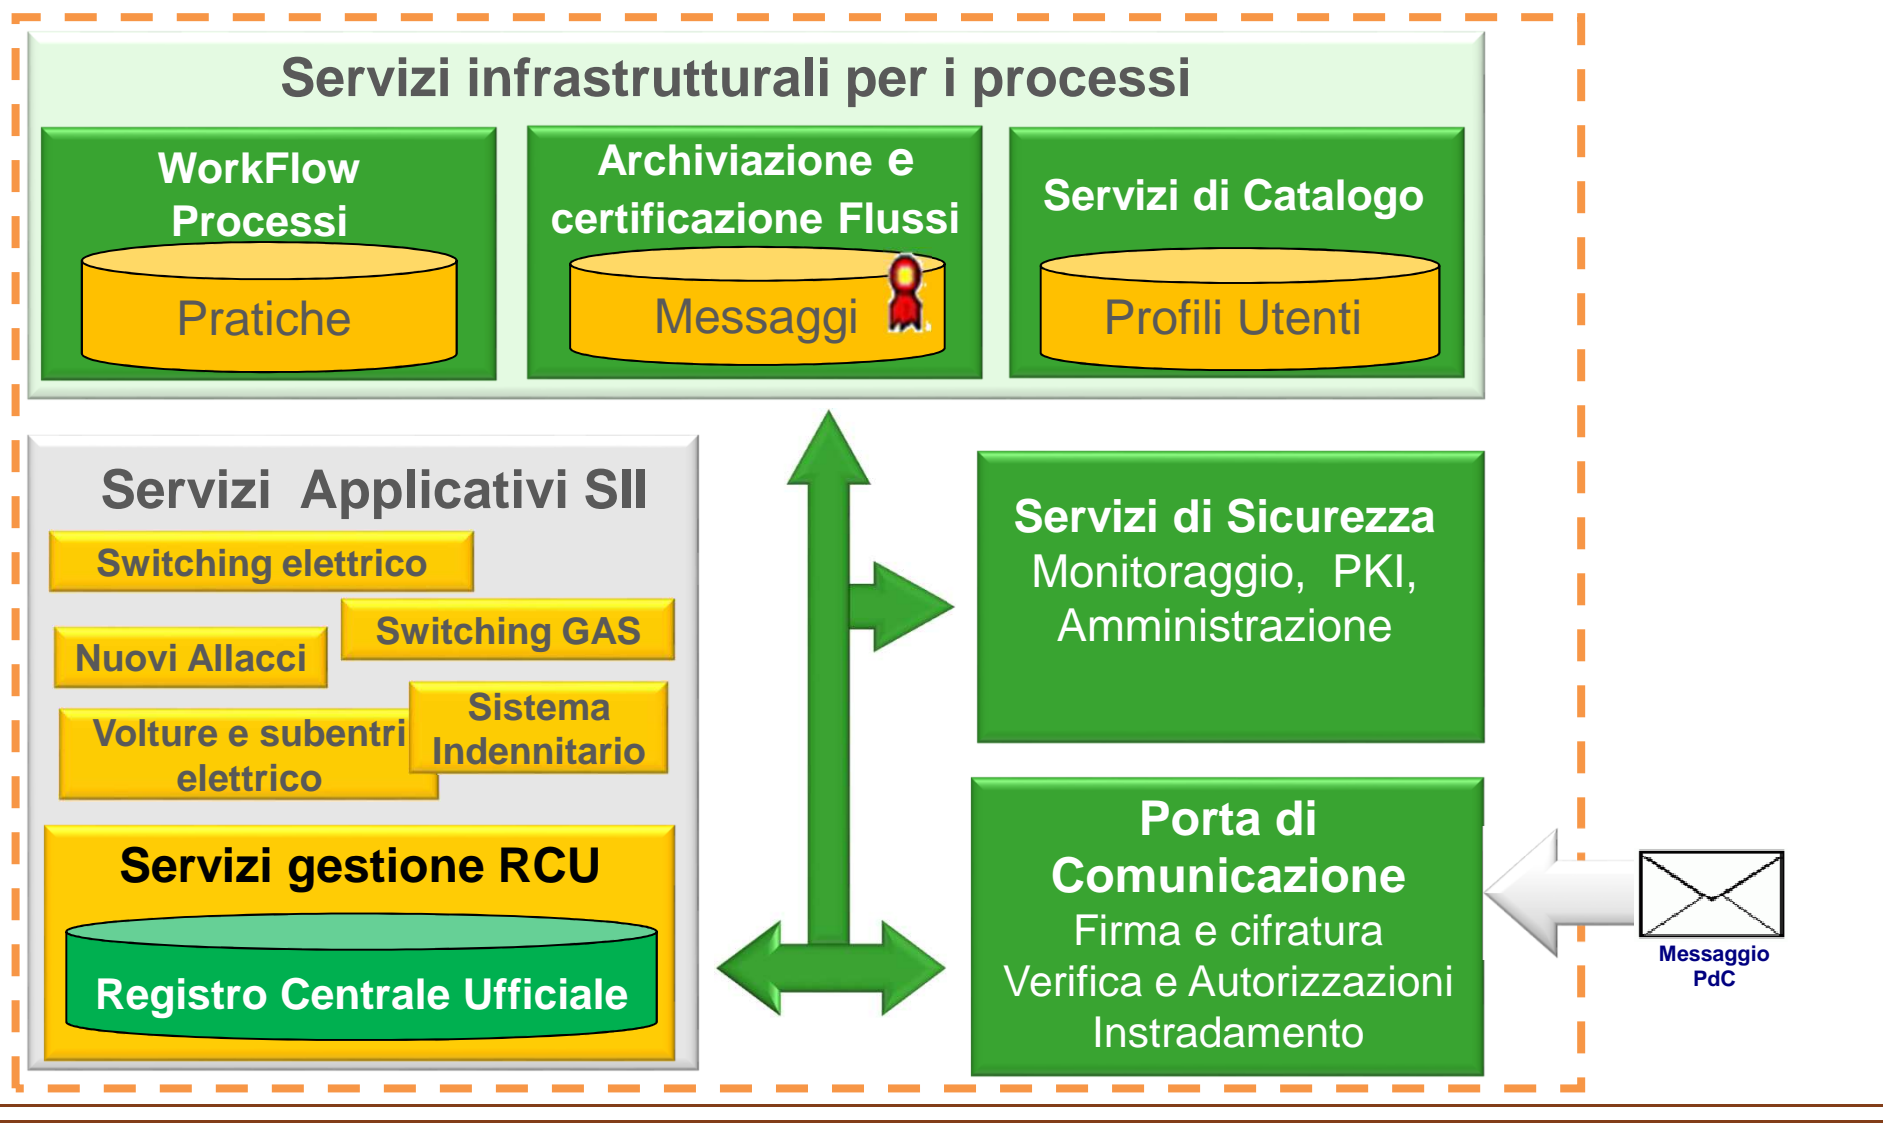 Servizi infrastrutturali per i processi
WorkFlow
Processi
Pratiche
Archiviazione e
certificazione Flussi
Messaggi
Servizi di Catalogo
Profili Utenti
Servizi Applicativi SII
Switching elettrico
Switching GAS
Nuovi Allacci
Sistema
Indennitario
Volture e subentri
elettrico
Servizi gestione RCU
Registro Centrale Ufficiale
Servizi di Sicurezza
Monitoraggio, PKI,
Amministrazione
Porta di
Comunicazione
Firma e cifratura
Verifica e Autorizzazioni
Instradamento
Messaggio
PdC